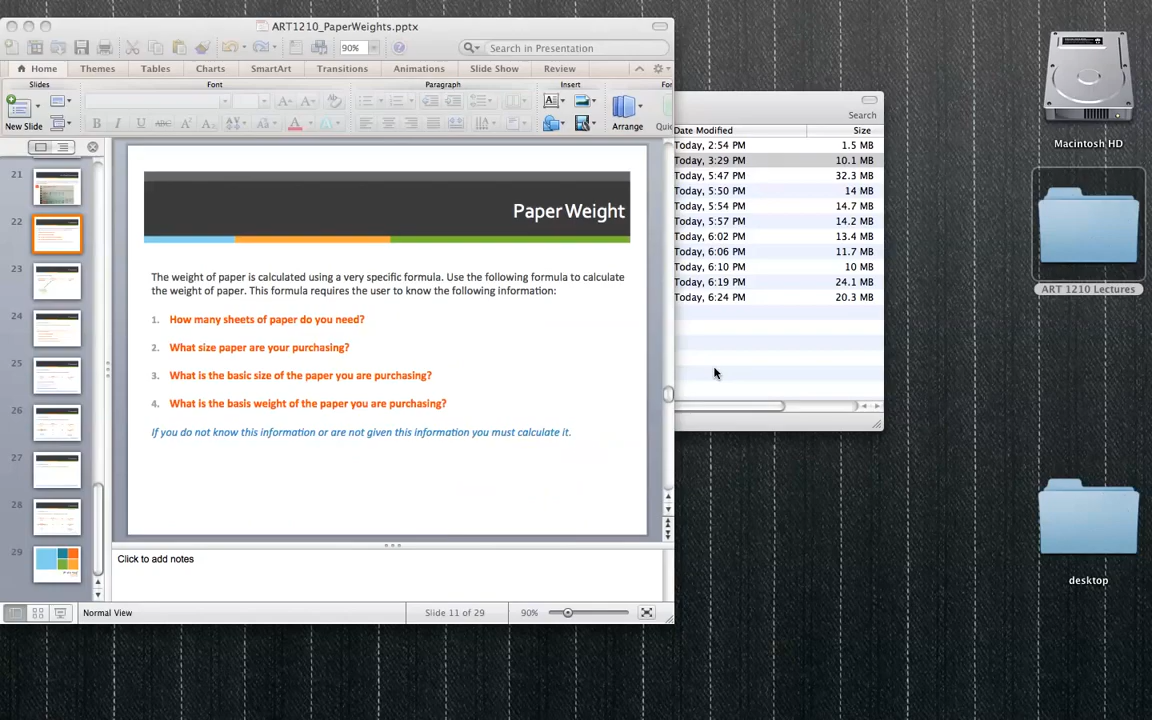 ART1210_PaperWeights.pptx
90%
Search in Presentation
Home Themes Tables Charts SmartArt Transitions Animations Slide Show Review
Slides Font Paragraph Insert For
New Slide
B I U ABC A A A
Arrange Quic
21
22
23
24
25
26
27
28
29
Paper Weight
The weight of paper is calculated using a very specific formula. Use the following formula to calculate
the weight of paper. This formula requires the user to know the following information:
1. How many sheets of paper do you need?
2. What size paper are your purchasing?
3. What is the basic size of the paper you are purchasing?
4. What is the basis weight of the paper you are purchasing?
If you do not know this information or are not given this information you must calculate it.
Click to add notes
Normal View Slide 11 of 29 90%
Search
Date Modified Size
Today, 2:54 PM 1.5 MB
Today, 3:29 PM 10.1 MB
Today, 5:47 PM 32.3 MB
Today, 5:50 PM 14 MB
Today, 5:54 PM 14.7 MB
Today, 5:57 PM 14.2 MB
Today, 6:02 PM 13.4 MB
Today, 6:06 PM 11.7 MB
Today, 6:10 PM 10 MB
Today, 6:19 PM 24.1 MB
Today, 6:24 PM 20.3 MB
Macintosh HD
ART 1210 Lectures
desktop